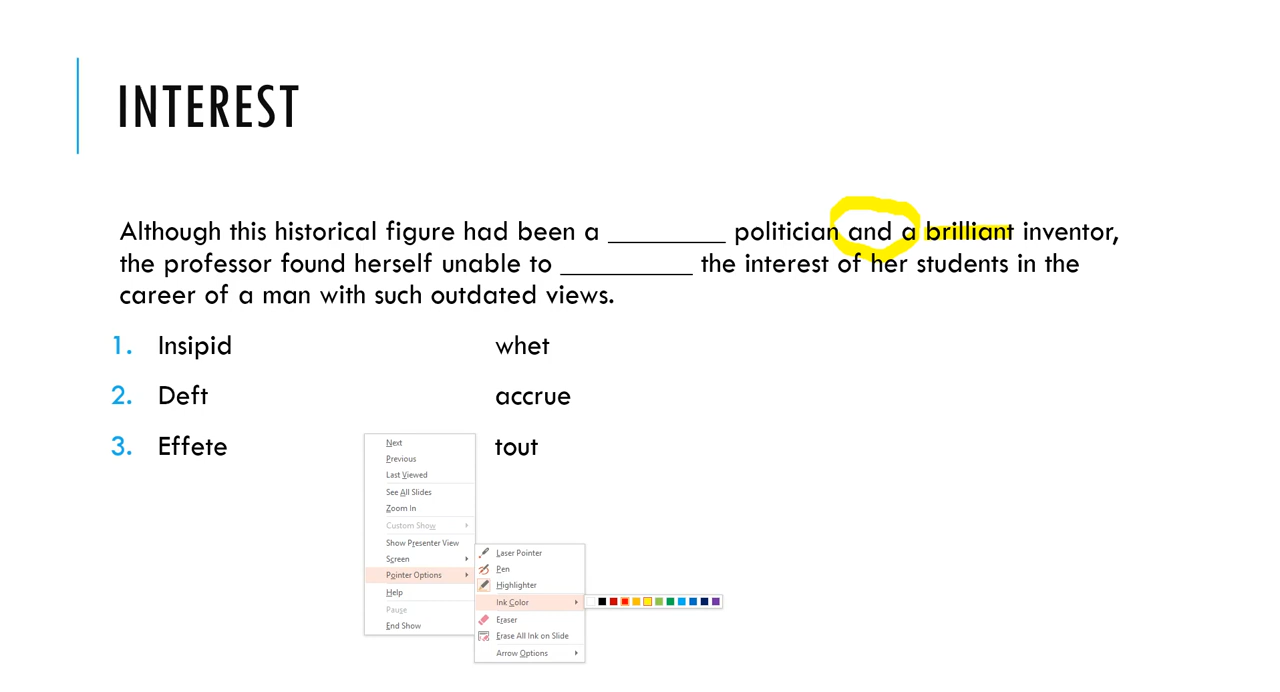 INTEREST
Although this historical figure had been a _________ politician and a brilliant inventor,
the professor found herself unable to __________ the interest of her students in the
career of a man with such outdated views.
1. Insipid whet
2. Deft accrue
3. Effete tout
Next
Previous
Last Viewed
See All Slides
Zoom In
Custom Show
Show Presenter View
Screen
Pointer Options
Help
Pause
End Show
Laser Pointer
Pen
Highlighter
Ink Color
Eraser
Erase All Ink on Slide
Arrow Options